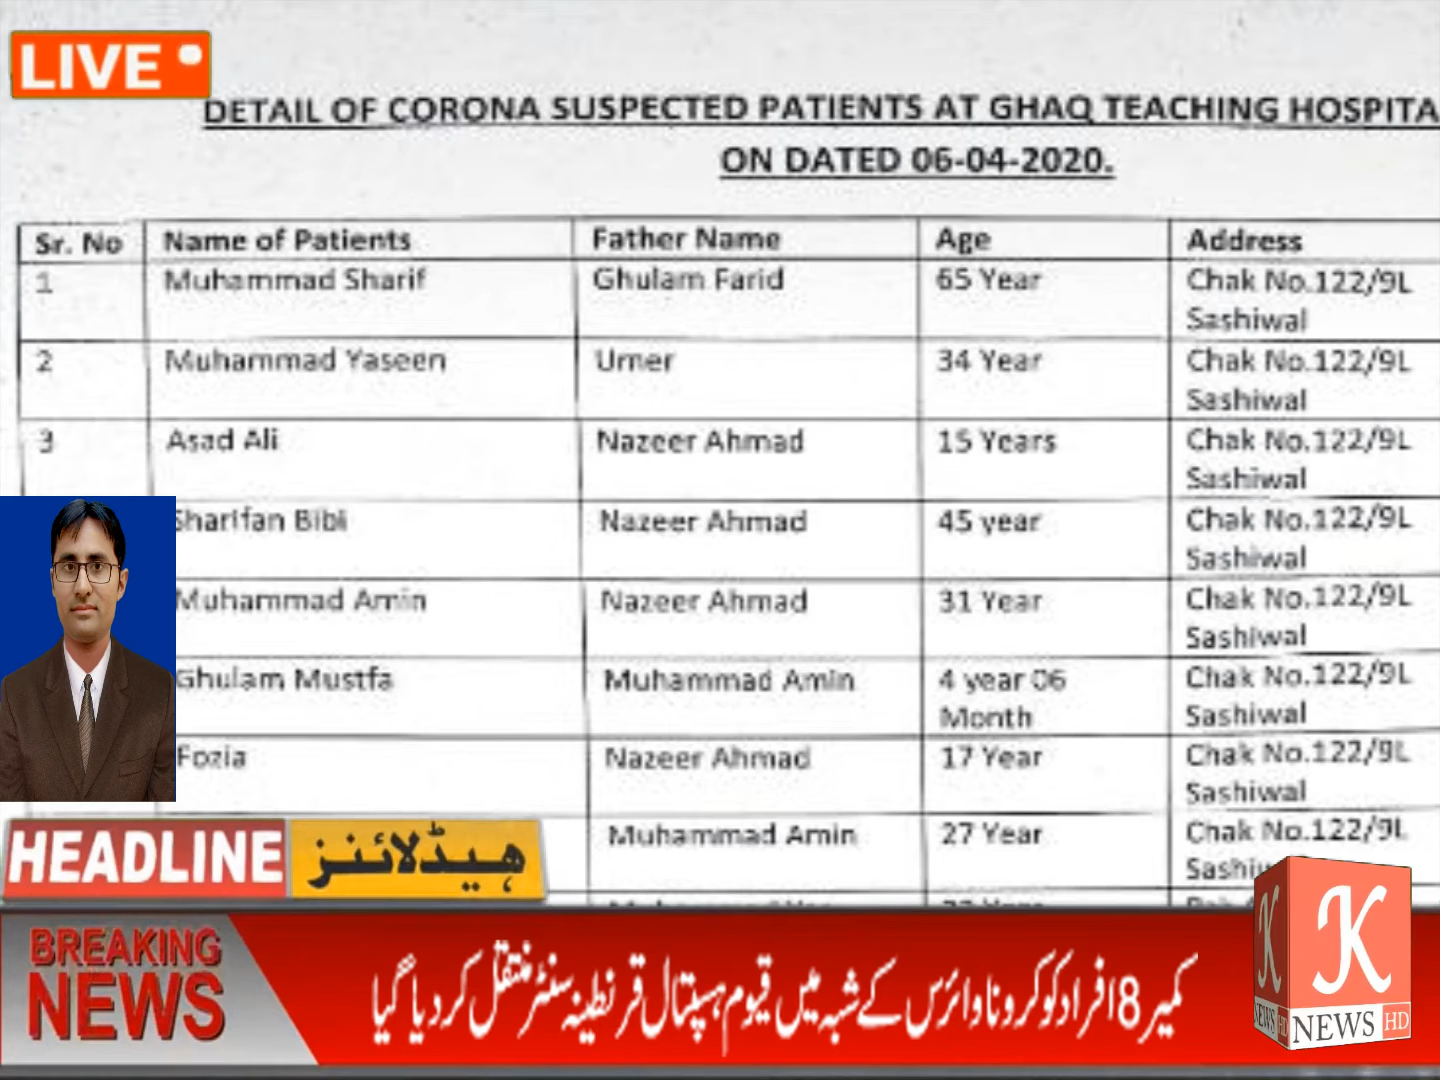 LIVE
DETAIL OF CORONA SUSPECTED PATIENTS AT GHAQ TEACHING HOSPITA
ON DATED 06-04-2020.
Sr. No Name of Patients Father Name Age Address
1 Muhammad Sharif Ghulam Farid 65 Year Chak No.122/9L
Sashiwal
2 Muhammad Yaseen Umer 34 Year Chak No.122/9L
Sashiwal
3 Asad Ali Nazeer Ahmad 15 Years Chak No.122/9L
Sashiwal
Sharifan Bibi Nazeer Ahmad 45 year Chak No.122/9L
Sashiwal
Muhammad Amin Nazeer Ahmad 31 Year Chak No.122/9L
Sashiwal
Ghulam Mustfa Muhammad Amin 4 year 06 Chak No.122/9L
Month Sashiwal
Fozia Nazeer Ahmad 17 Year Chak No.122/9L
Sashiwal
Muhammad Amin 27 Year Chak No.122/9L
Sashiw
HEADLINE ہیڈلائنز
BREAKING
NEWS
کمیر 8 افراد کو کرونا وائرس کے شبہ میں قیوم ہسپتال قرنطینہ سنٹر منتقل کر دیا گیا
K K
NEWS HD NEWS HD